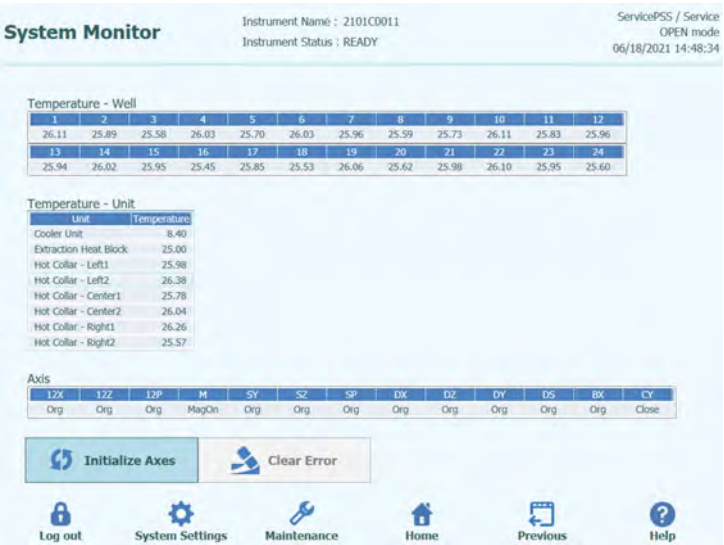 System Monitor
Instrument Name : 2101C0011
Instrument Status : READY
ServicePSS / Service
OPEN mode
06/18/2021 14:48:34
Temperature - Well
1 2 3 4 5 6 7 8 9 10 11 12
26.11 25.89 25.58 26.03 25.70 26.03 25.96 25.59 25.73 26.11 25.83 25.96
13 14 15 16 17 18 19 20 21 22 23 24
25.94 26.02 25.95 25.45 25.85 25.53 26.06 25.62 25.98 26.10 25.95 25.60
Temperature - Unit
Unit Temperature
Cooler Unit 8.40
Extraction Heat Block 25.00
Hot Collar - Left1 25.98
Hot Collar - Left2 26.38
Hot Collar - Center1 25.78
Hot Collar - Center2 26.04
Hot Collar - Right1 26.26
Hot Collar - Right2 25.57
Axis
12X 12Z 12P M SY SZ SP DX DZ DY DS BX CY
Org Org Org MagOn Org Org Org Org Org Org Org Org Close
Initialize Axes
Clear Error
Log out System Settings Maintenance Home Previous Help